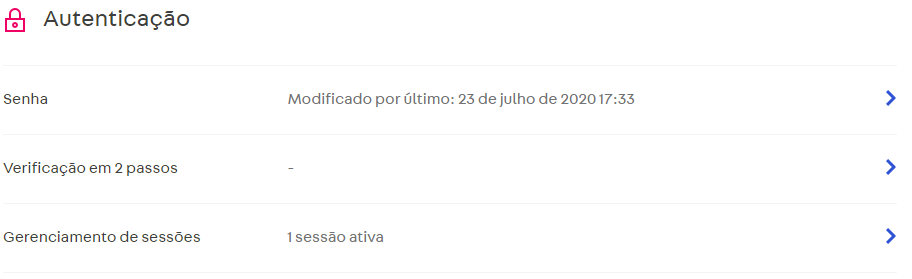 Autenticação
Senha Modificado por último: 23 de julho de 2020 17:33
Verificação em 2 passos -
Gerenciamento de sessões 1 sessão ativa